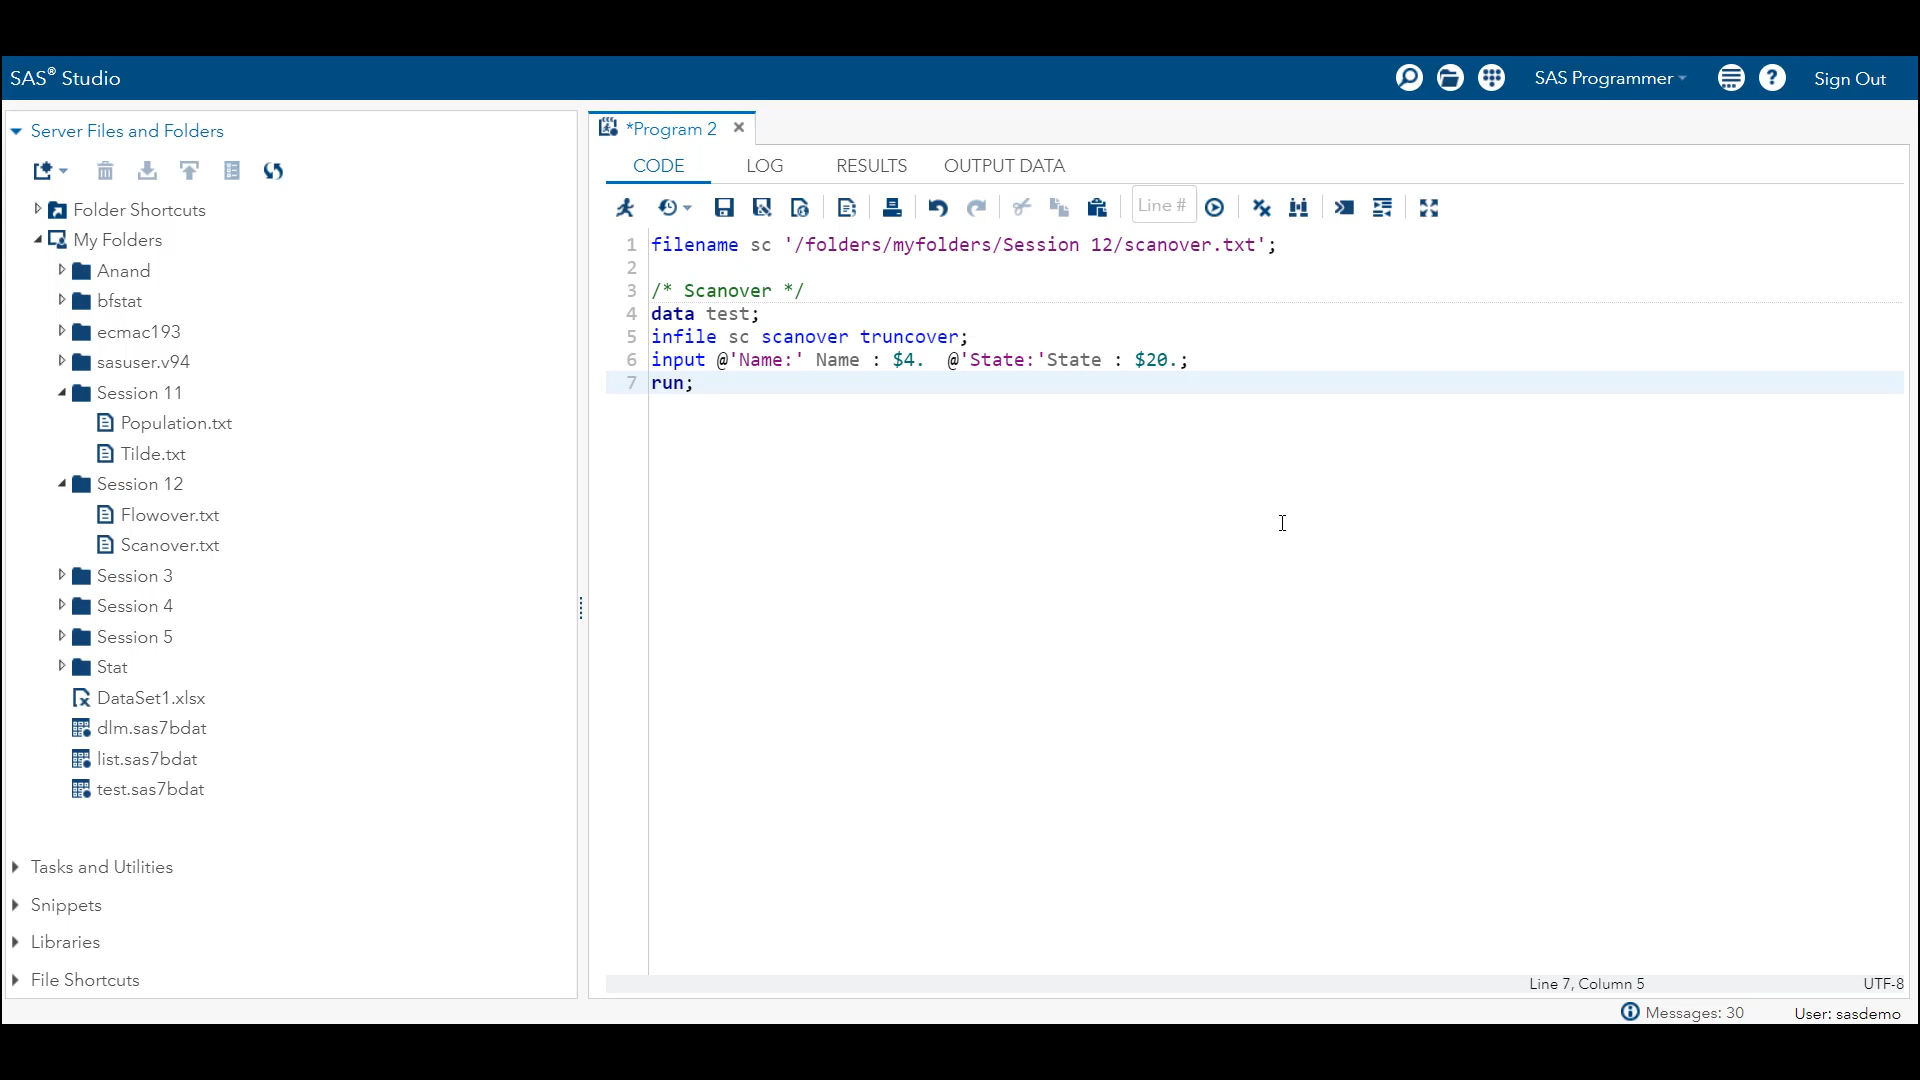 SAS® Studio
SAS Programmer
Sign Out
Server Files and Folders
Folder Shortcuts
My Folders
Anand
bfstat
ecmac193
sasuser.v94
Session 11
Population.txt
Tilde.txt
Session 12
Flowover.txt
Scanover.txt
Session 3
Session 4
Session 5
Stat
DataSet1.xlsx
dlm.sas7bdat
list.sas7bdat
test.sas7bdat
Tasks and Utilities
Snippets
Libraries
File Shortcuts
*Program 2
CODE LOG RESULTS OUTPUT DATA
Line #
1 filename sc '/folders/myfolders/Session 12/scanover.txt';
2
3 /* Scanover */
4 data test;
5 infile sc scanover truncover;
6 input @'Name:' Name : $4.  @'State:'State : $20.;
7 run;
Line 7, Column 5
UTF-8
Messages: 30
User: sasdemo